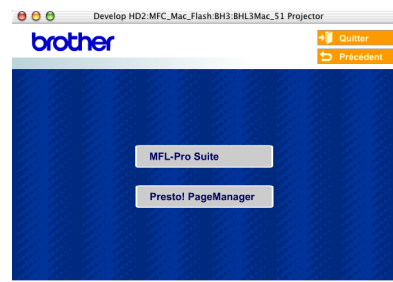 Develop HD2:MFC_Mac_Flash:BH3:BHL3Mac_51 Projector
brother
Quitter
Précédent
MFL-Pro Suite
Presto! PageManager